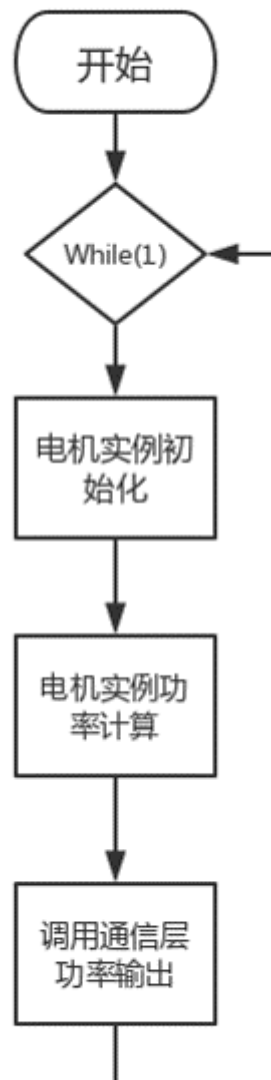 开始
While(1)
电机实例初
始化
电机实例功
率计算
调用通信层
功率输出